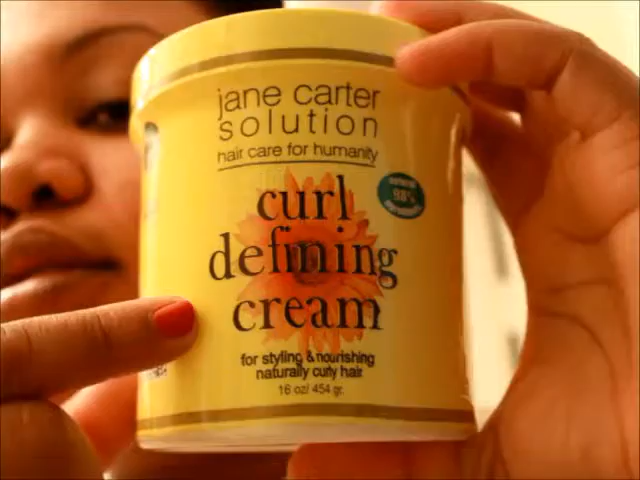 jane carter
solution
hair care for humanity
98%
curl
defining
cream
for styling & nourishing
naturally curly hair
16 oz/ 454 gr.